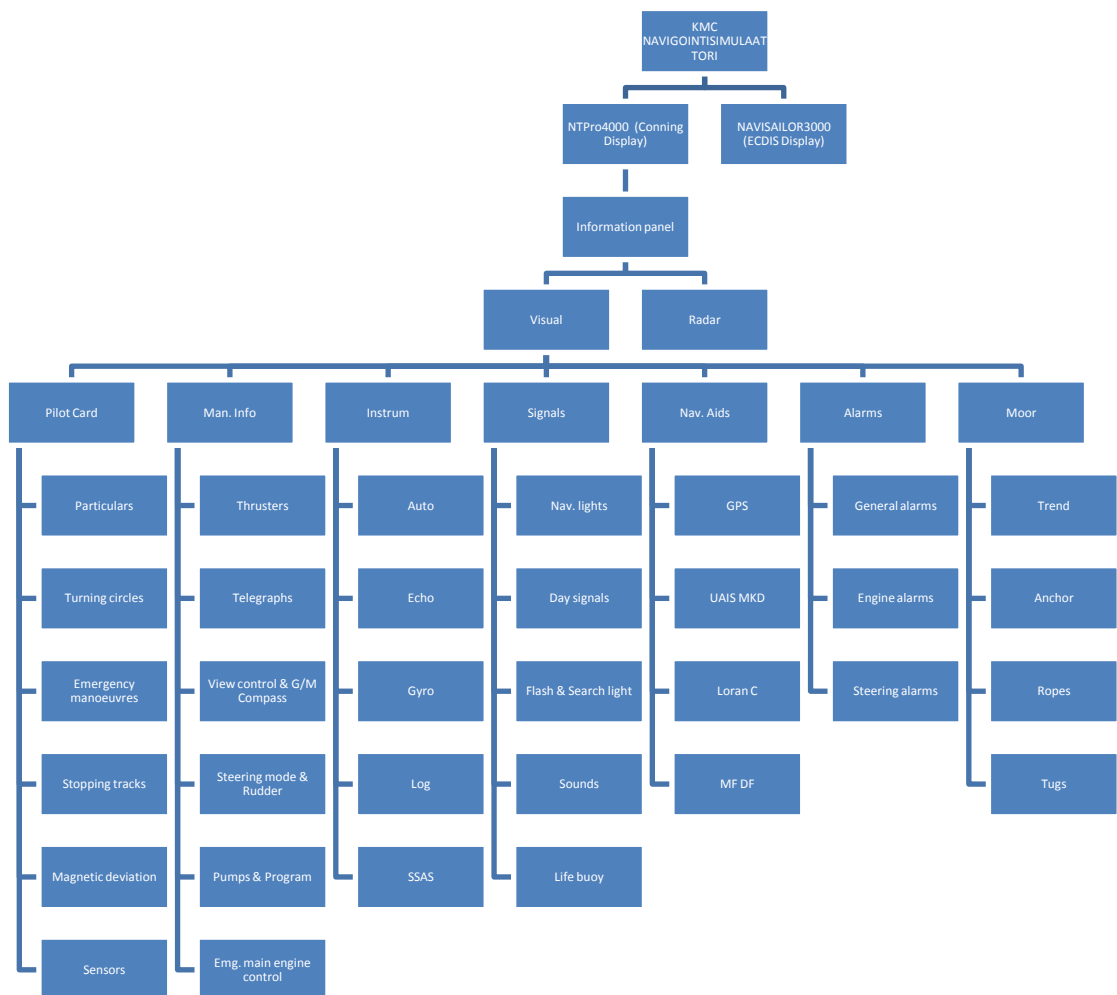 KMC
NAVIGOINTISIMULAAT
TORI
NTPro4000 (Conning
Display)
NAVISAILOR3000
(ECDIS Display)
Information panel
Visual
Radar
Pilot Card
Man. Info
Instrum
Signals
Nav. Aids
Alarms
Moor
Particulars
Thrusters
Auto
Nav. lights
GPS
General alarms
Trend
Turning circles
Telegraphs
Echo
Day signals
UAIS MKD
Engine alarms
Anchor
Emergency
manoeuvres
View control & G/M
Compass
Gyro
Flash & Search light
Loran C
Steering alarms
Ropes
Stopping tracks
Steering mode &
Rudder
Log
Sounds
MF DF
Tugs
Magnetic deviation
Pumps & Program
SSAS
Life buoy
Sensors
Emg. main engine
control